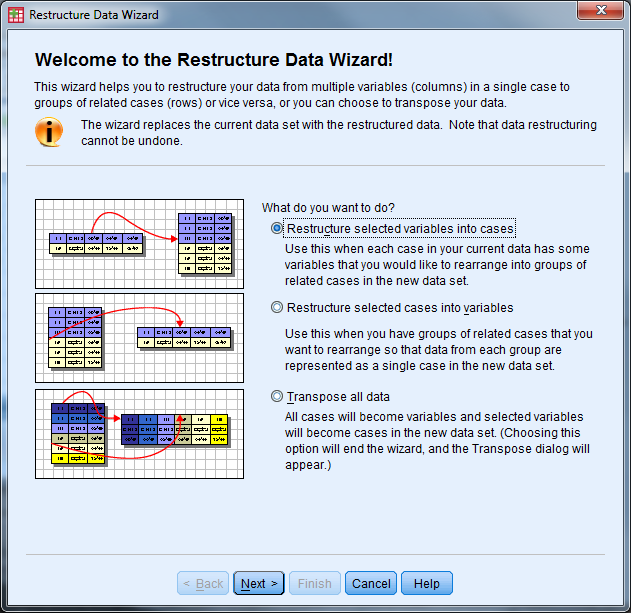 Restructure Data Wizard
Welcome to the Restructure Data Wizard!
This wizard helps you to restructure your data from multiple variables (columns) in a single case to
groups of related cases (rows) or vice versa, or you can choose to transpose your data.
The wizard replaces the current data set with the restructured data.  Note that data restructuring
cannot be undone.
What do you want to do?
Restructure selected variables into cases
Use this when each case in your current data has some
variables that you would like to rearrange into groups of
related cases in the new data set.
Restructure selected cases into variables
Use this when you have groups of related cases that you
want to rearrange so that data from each group are
represented as a single case in the new data set.
Transpose all data
All cases will become variables and selected variables
will become cases in the new data set. (Choosing this
option will end the wizard, and the Transpose dialog will
appear.)
< Back Next > Finish Cancel Help